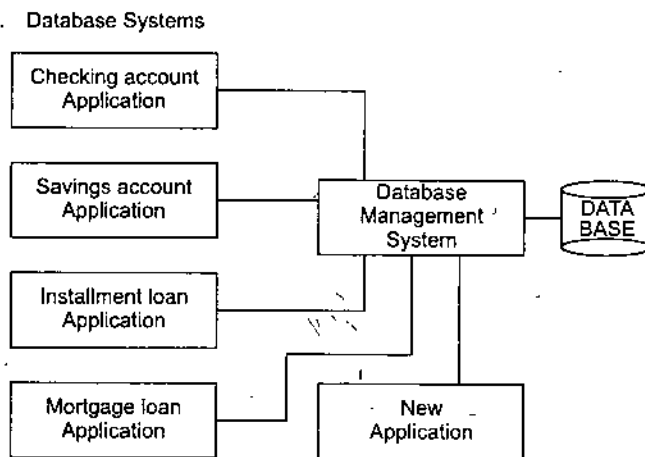 . Database Systems
Checking account
Application
Savings account
Application
Database
Management
System
DATA
BASE
Installment loan
Application
Mortgage loan
Application
New
Application